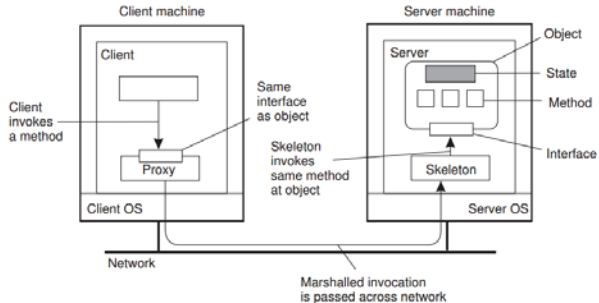 Client machine
Server machine
Object
Client
Server
State
Same
interface
as object
Client
invokes
a method
Method
Skeleton
invokes
same method
at object
Interface
Proxy
Skeleton
Client OS
Server OS
Network
Marshalled invocation
is passed across network